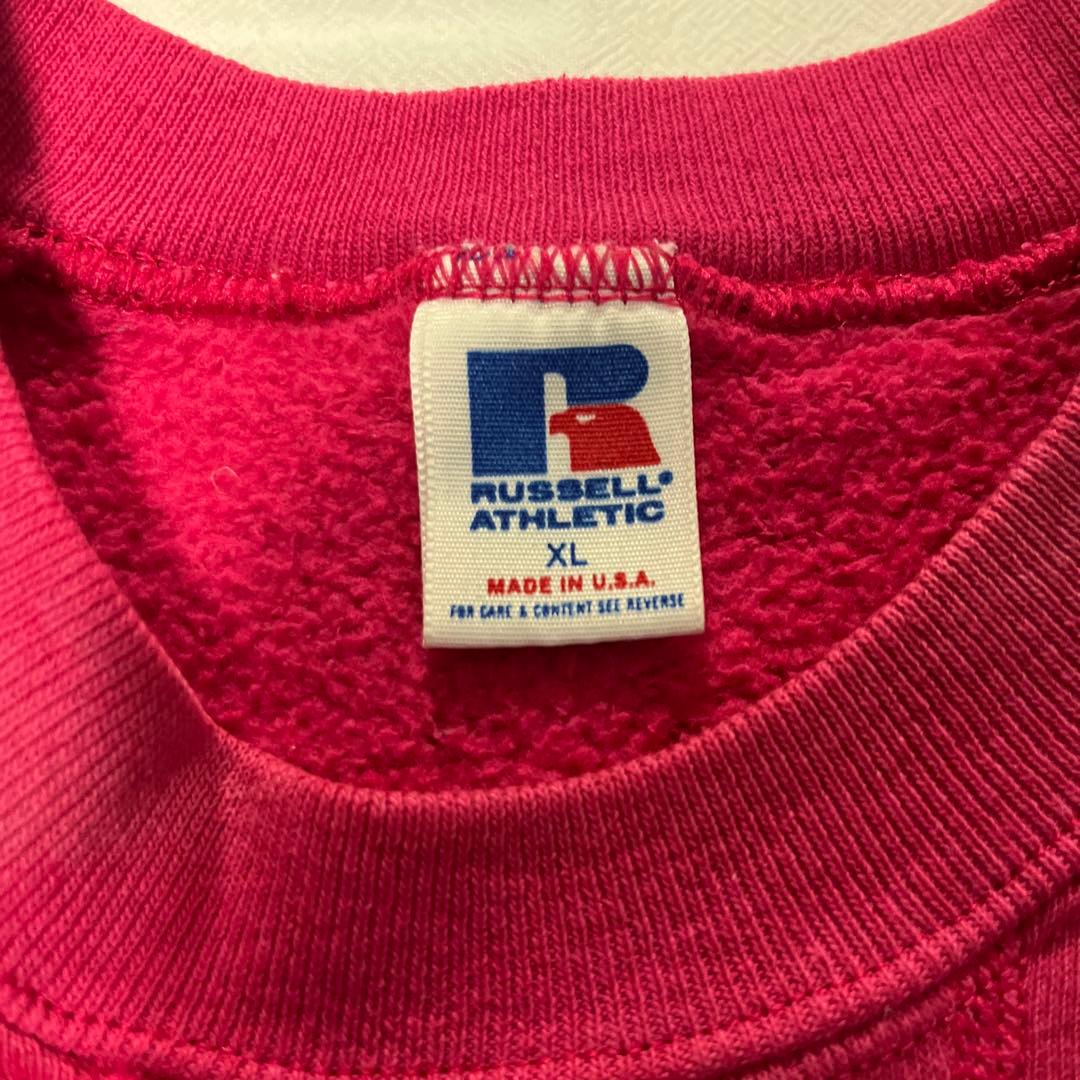 R
RUSSELL®
ATHLETIC
XL
MADE IN U.S.A.
FOR CARE & CONTENT SEE REVERSE